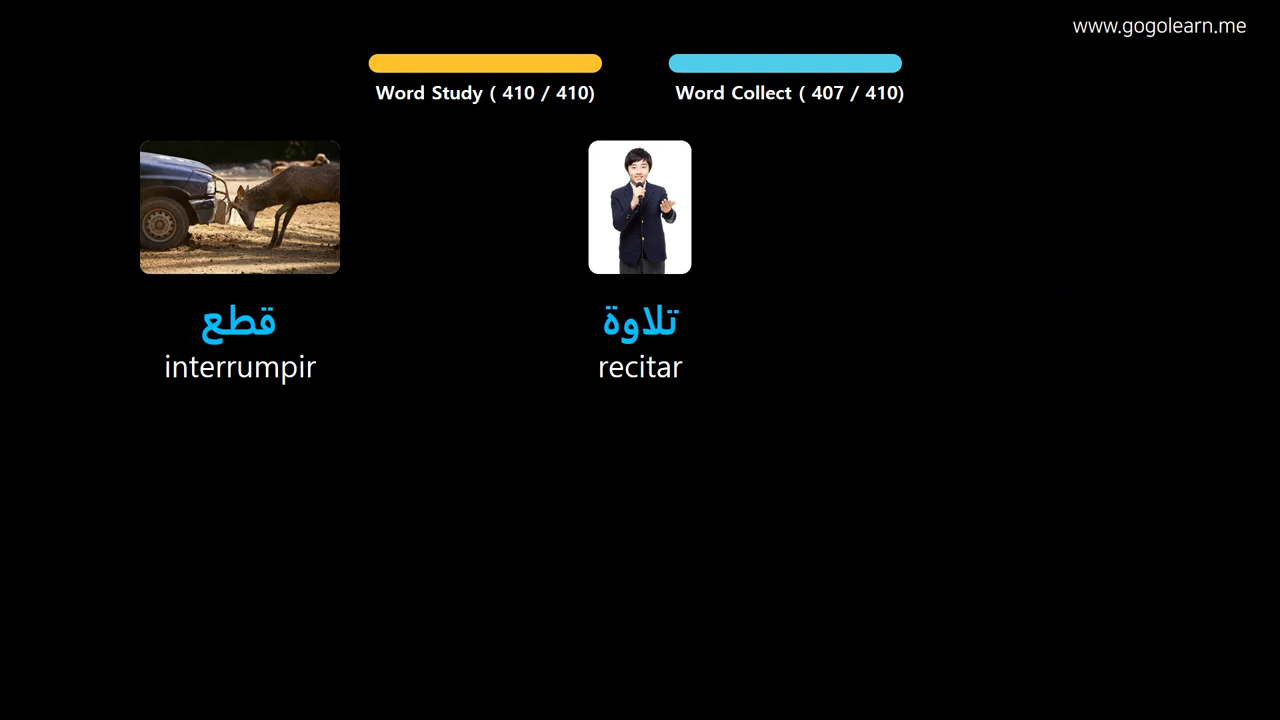 www.gogolearn.me
Word Study ( 410 / 410)
Word Collect ( 407 / 410)
قطع
interrumpir
تلاوة
recitar